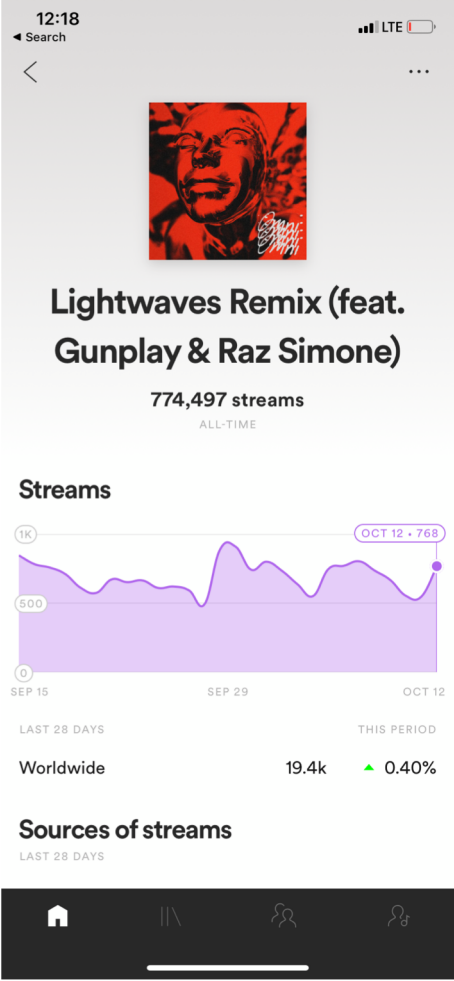 12:18
LTE
◀ Search
Lightwaves Remix (feat.
Gunplay & Raz Simone)
774,497 streams
ALL-TIME
Streams
1K
OCT 12 • 768
500
0
SEP 15
SEP 29
OCT 12
LAST 28 DAYS
THIS PERIOD
Worldwide
19.4k
0.40%
Sources of streams
LAST 28 DAYS